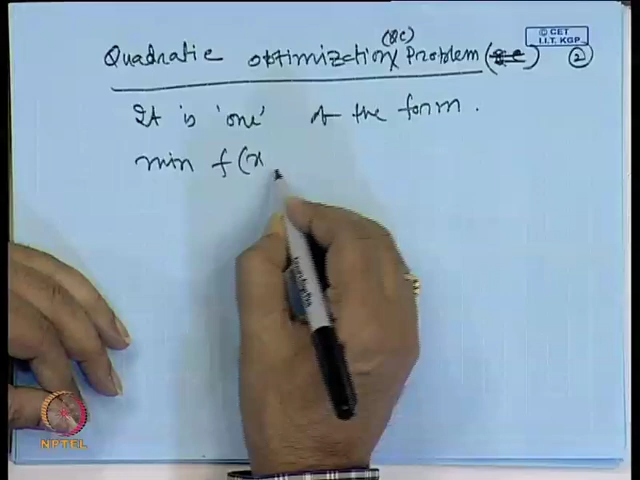 © CET
I.I.T. KGP
(QC)
Quadratic Optimization Problem
2
It is 'one' of the form.
min f(x
NPTEL